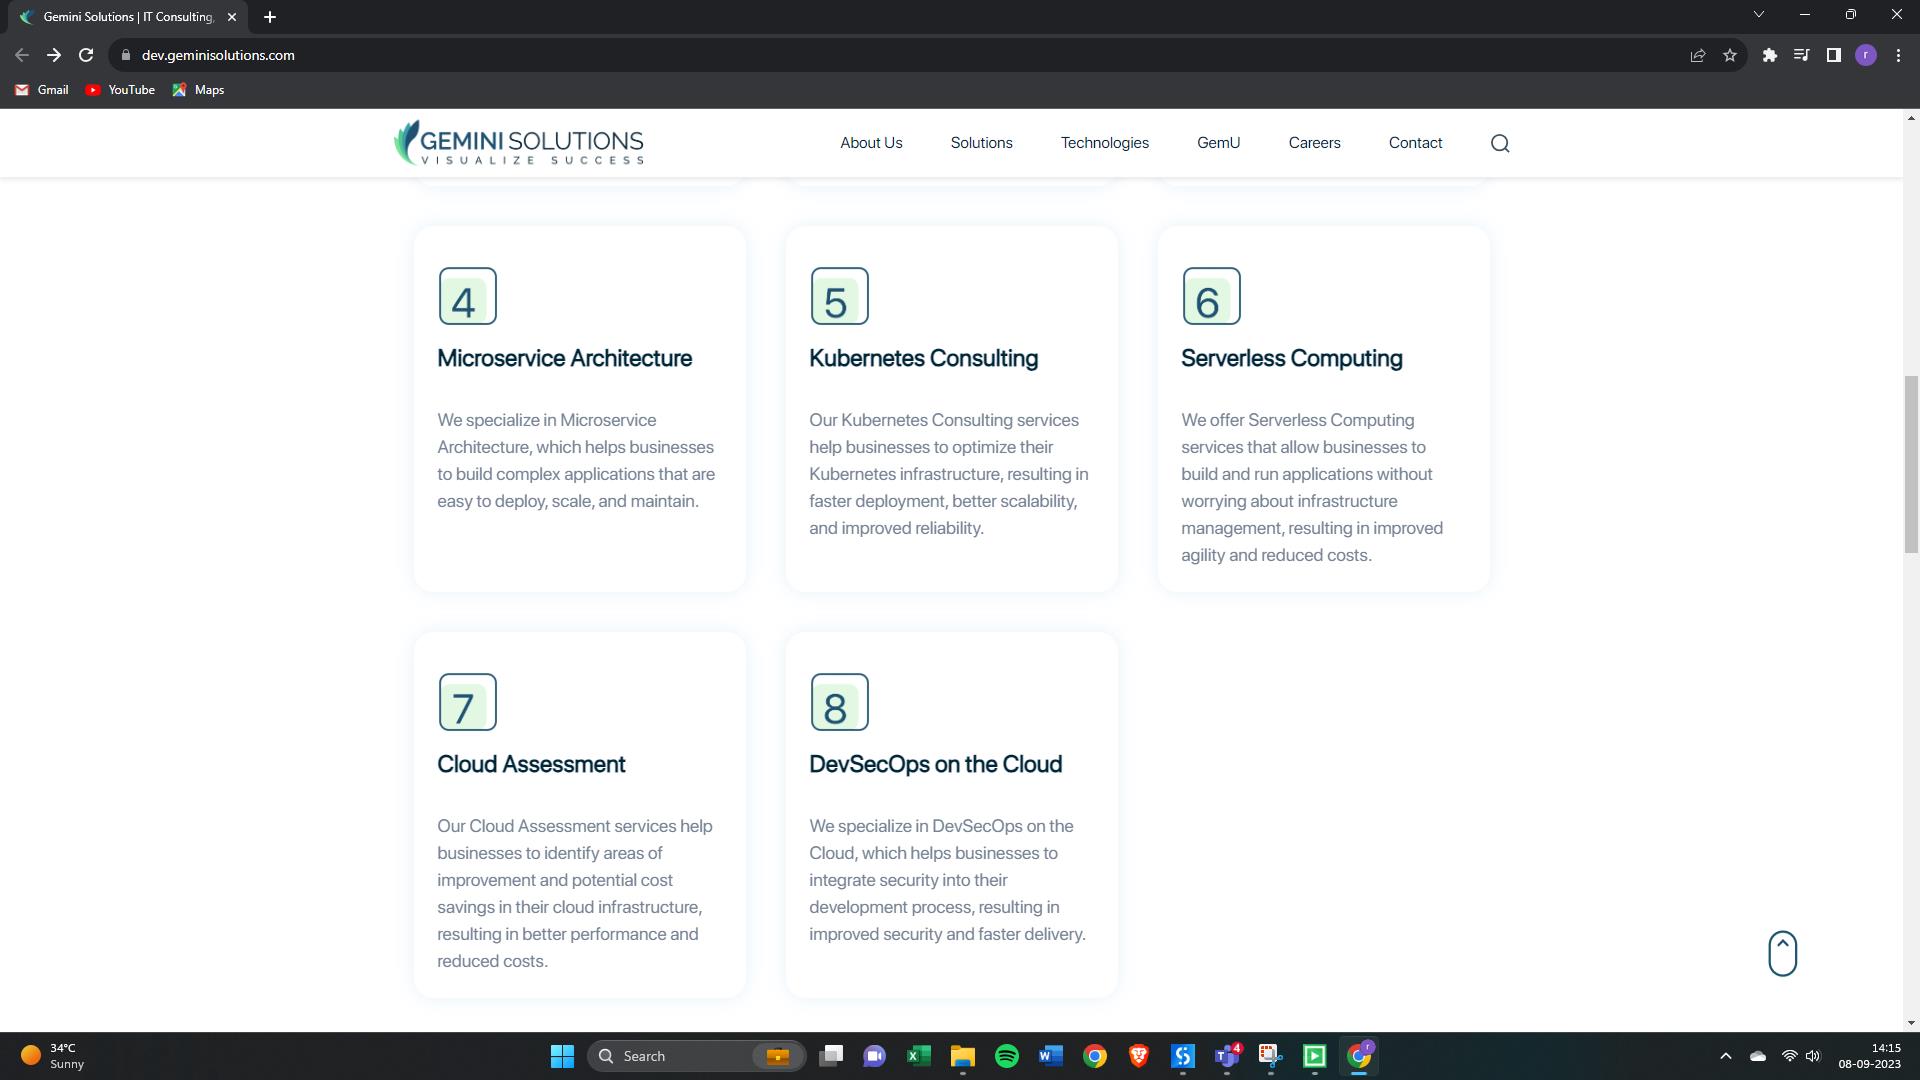 Gemini Solutions | IT Consulting,
dev.geminisolutions.com
r
Gmail YouTube Maps
GEMINI SOLUTIONS
VISUALIZE SUCCESS
About Us Solutions Technologies GemU Careers Contact
4
Microservice Architecture
We specialize in Microservice
Architecture, which helps businesses
to build complex applications that are
easy to deploy, scale, and maintain.
5
Kubernetes Consulting
Our Kubernetes Consulting services
help businesses to optimize their
Kubernetes infrastructure, resulting in
faster deployment, better scalability,
and improved reliability.
6
Serverless Computing
We offer Serverless Computing
services that allow businesses to
build and run applications without
worrying about infrastructure
management, resulting in improved
agility and reduced costs.
7
Cloud Assessment
Our Cloud Assessment services help
businesses to identify areas of
improvement and potential cost
savings in their cloud infrastructure,
resulting in better performance and
reduced costs.
8
DevSecOps on the Cloud
We specialize in DevSecOps on the
Cloud, which helps businesses to
integrate security into their
development process, resulting in
improved security and faster delivery.
34°C
Sunny
Search
4
r
14:15
08-09-2023